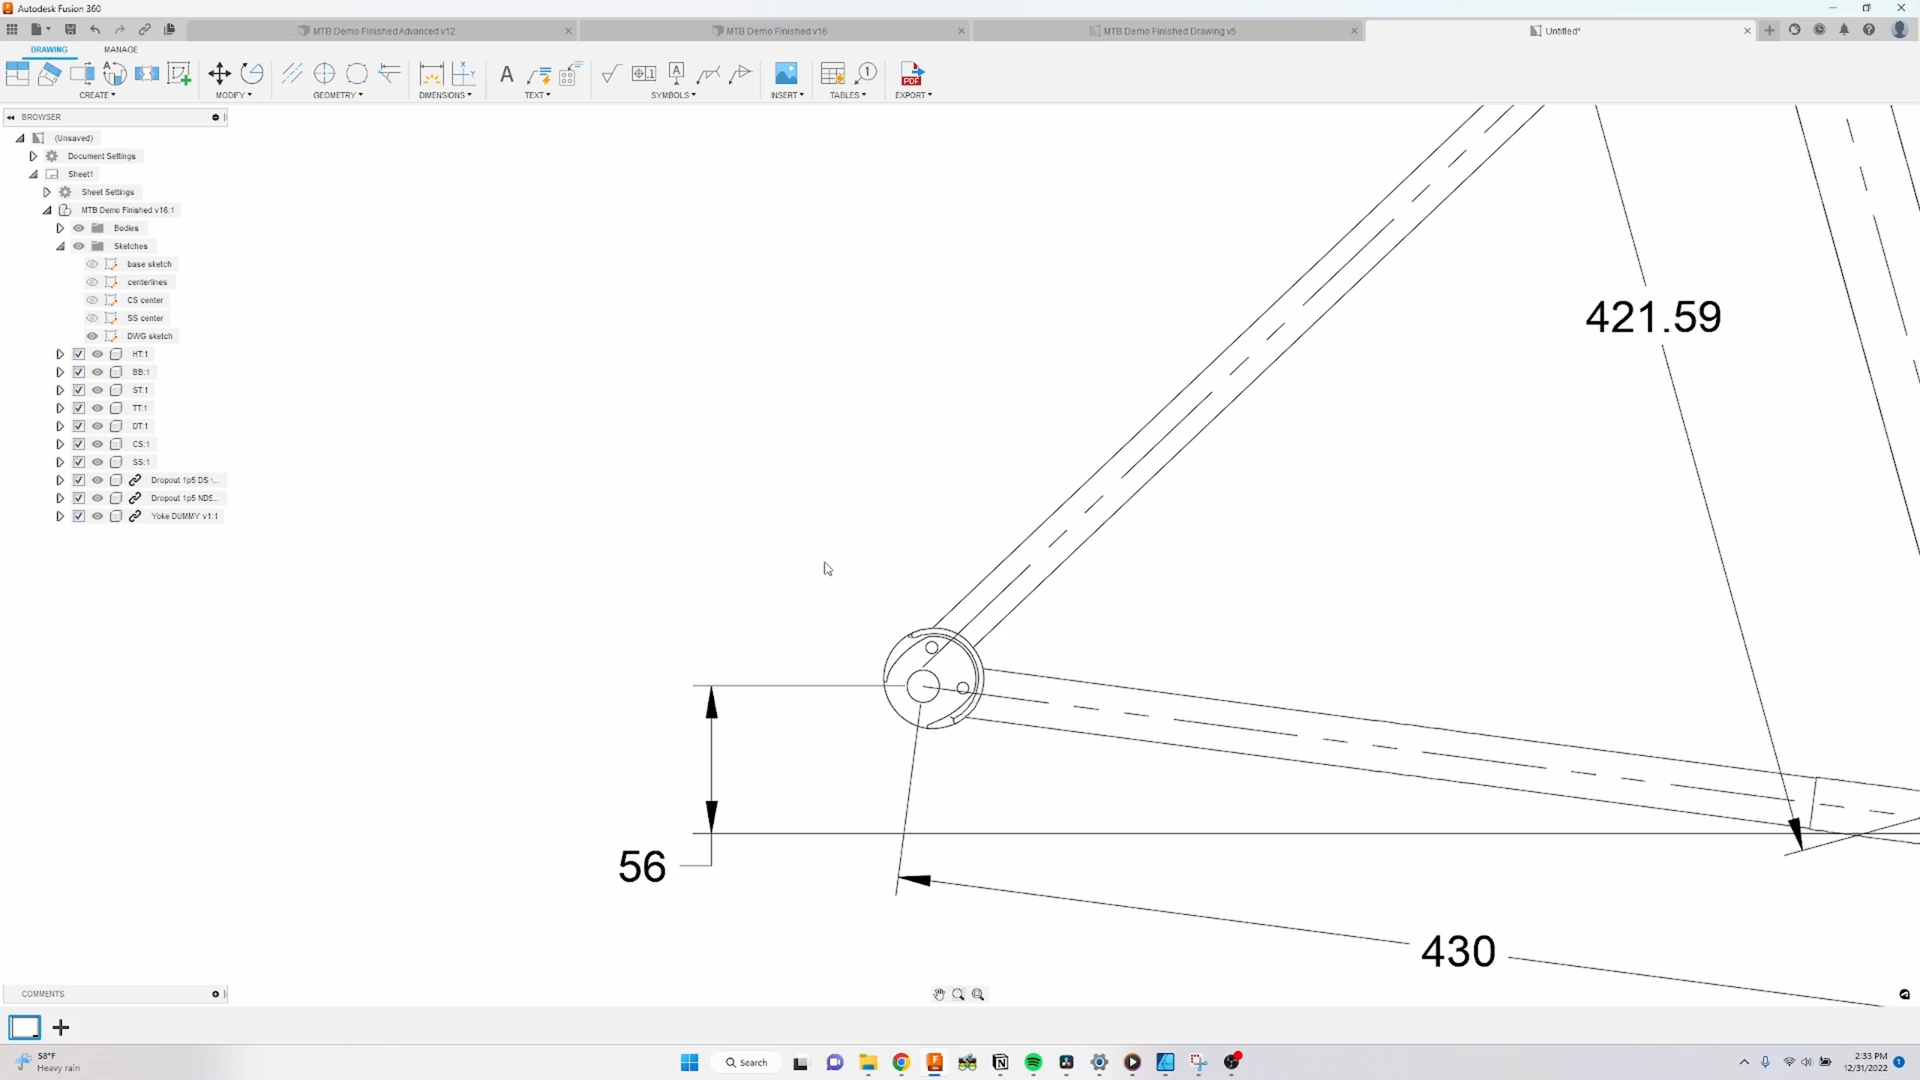 Autodesk Fusion 360
MTB Demo Finished Advanced v12
MTB Demo Finished v16
MTB Demo Finished Drawing v5
Untitled*
DRAWING
MANAGE
CREATE
MODIFY
GEOMETRY
DIMENSIONS
TEXT
SYMBOLS
INSERT
TABLES
EXPORT
PDF
BROWSER
(Unsaved)
Document Settings
Sheet1
Sheet Settings
MTB Demo Finished v16:1
Bodies
Sketches
base sketch
centerlines
CS center
SS center
DWG sketch
HT:1
BB:1
ST:1
TT:1
DT:1
CS:1
SS:1
Dropout 1p5 DS ...
Dropout 1p5 NDS...
Yoke DUMMY v1:1
421.59
56
430
COMMENTS
58°F
Heavy rain
Search
2:33 PM
12/31/2022
1